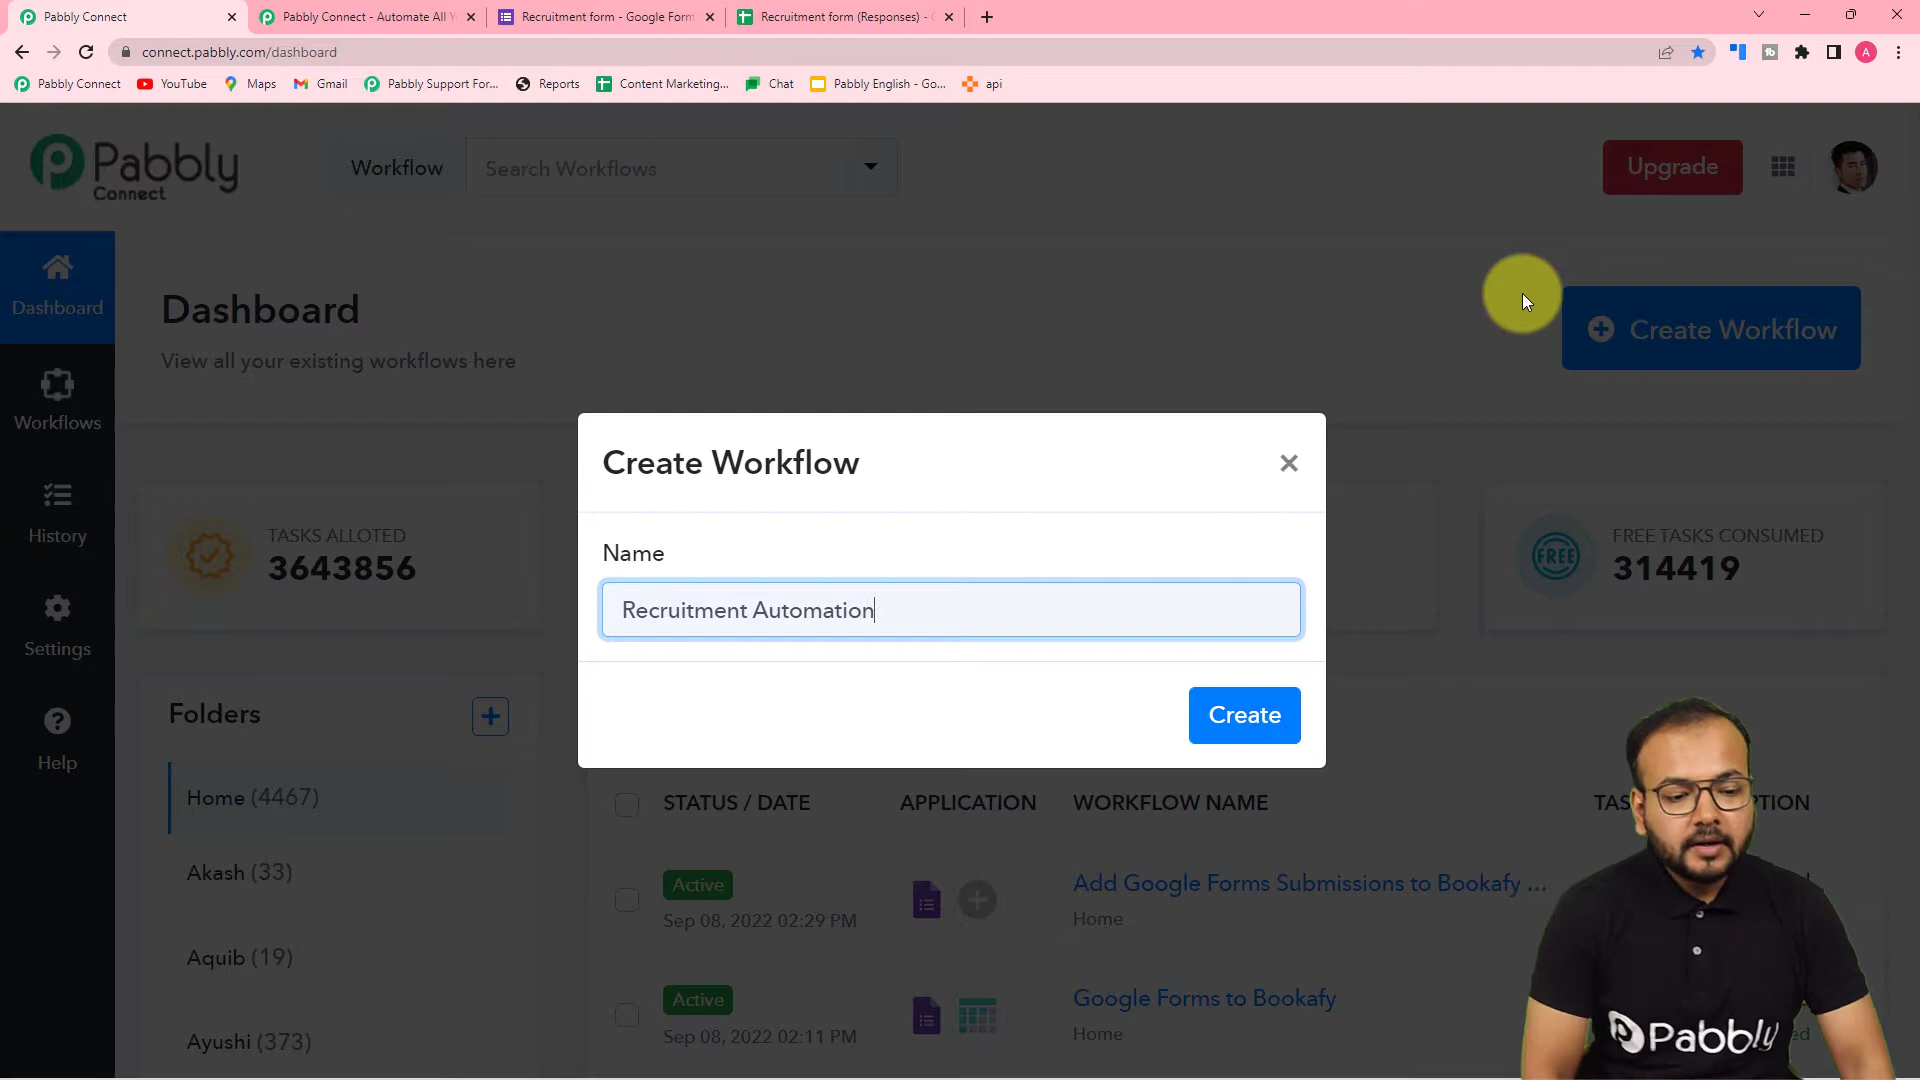 Pabbly Connect
Pabbly Connect - Automate All Y
Recruitment form - Google Form
Recruitment form (Responses) -
connect.pabbly.com/dashboard
A
Pabbly Connect
YouTube
Maps
Gmail
Pabbly Support For...
Reports
Content Marketing...
Chat
Pabbly English - Go...
api
Pabbly
Connect
Workflow
Search Workflows
Upgrade
Dashboard
Workflows
History
Settings
Help
Dashboard
View all your existing workflows here
Create Workflow
TASKS ALLOTED
3643856
FREE TASKS CONSUMED
FREE
314419
Create Workflow
×
Name
Recruitment Automation
Create
Folders
Home (4467)
Akash (33)
Aquib (19)
Ayushi (373)
STATUS / DATE
APPLICATION
WORKFLOW NAME
Active
Sep 08, 2022 02:29 PM
Add Google Forms Submissions to Bookafy ...
Home
Active
Sep 08, 2022 02:11 PM
Google Forms to Bookafy
Home
Pabbly